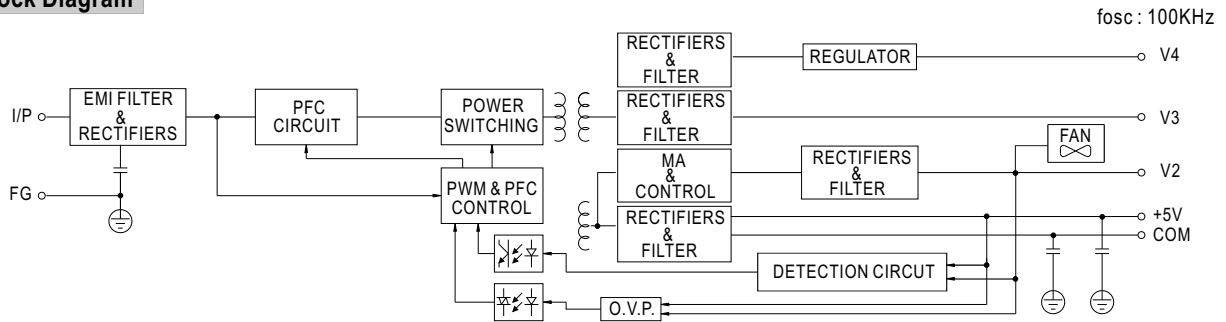 ock Diagram
fosc : 100KHz
RECTIFIERS
&
FILTER
REGULATOR
V4
I/P
EMI FILTER
&
RECTIFIERS
PFC
CIRCUIT
POWER
SWITCHING
RECTIFIERS
&
FILTER
V3
FAN
FG
PWM & PFC
CONTROL
MA
&
CONTROL
RECTIFIERS
&
FILTER
V2
RECTIFIERS
&
FILTER
+5V
COM
DETECTION CIRCUT
O.V.P.